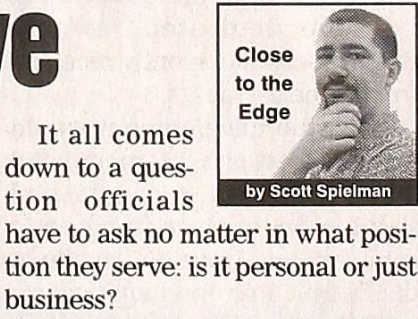 ve
Close
to the
Edge
by Scott Spielman
It all comes
down to a ques-
tion officials
have to ask no matter in what posi-
tion they serve: is it personal or just
business?